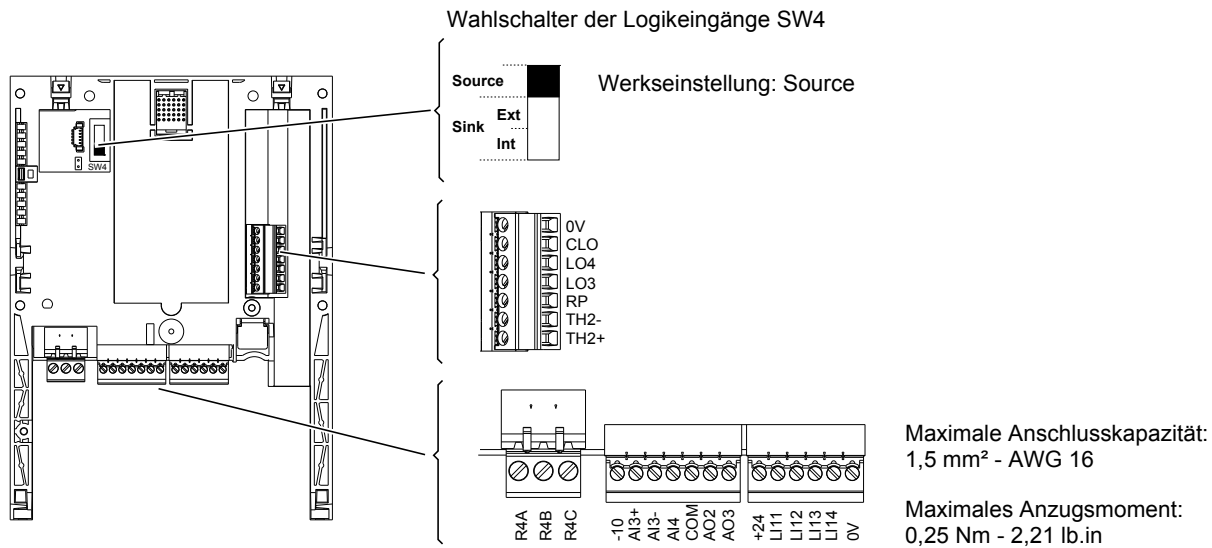 Wahlschalter der Logikeingänge SW4
Source
Werkseinstellung: Source
Sink
Ext
Int
SW4
0V
CLO
LO4
LO3
RP
TH2-
TH2+
Maximale Anschlusskapazität:
1,5 mm² - AWG 16
Maximales Anzugsmoment:
0,25 Nm - 2,21 lb.in
R4A
R4B
R4C
-10
AI3+
AI3-
AI4
COM
AO2
AO3
+24
LI11
LI12
LI13
LI14
0V